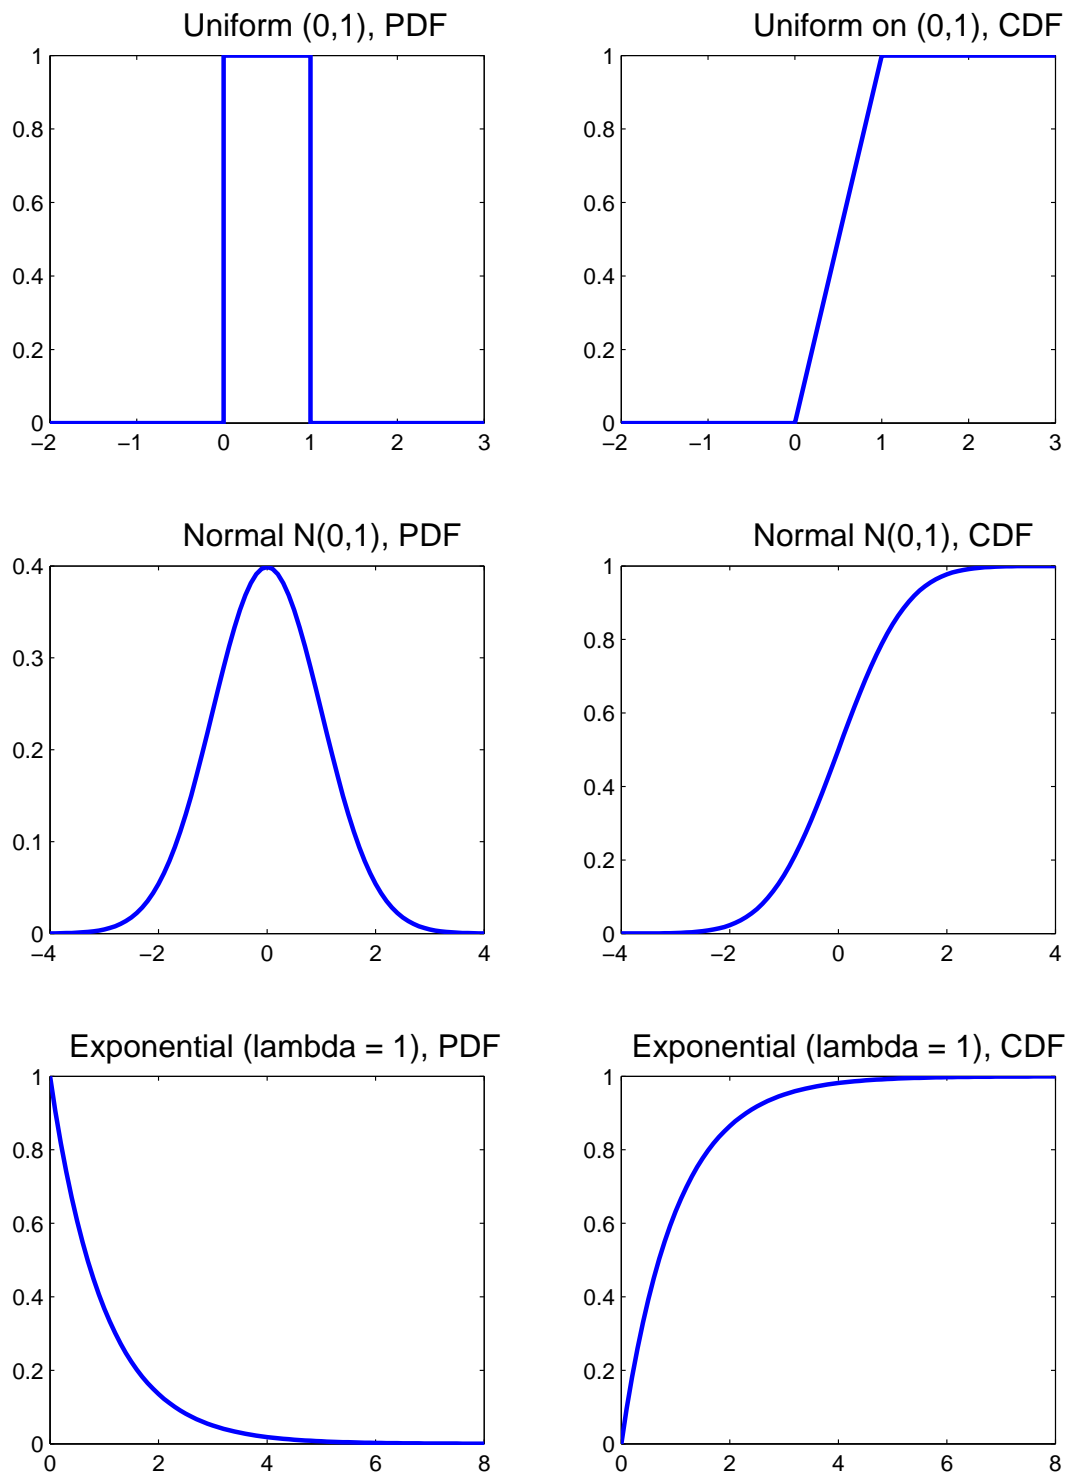 Uniform (0,1), PDF
1
0.8
0.6
0.4
0.2
0
−2 −1 0 1 2 3
Uniform on (0,1), CDF
1
0.8
0.6
0.4
0.2
0
−2 −1 0 1 2 3
Normal N(0,1), PDF
0.4
0.3
0.2
0.1
0
−4 −2 0 2 4
Normal N(0,1), CDF
1
0.8
0.6
0.4
0.2
0
−4 −2 0 2 4
Exponential (lambda = 1), PDF
1
0.8
0.6
0.4
0.2
0
0 2 4 6 8
Exponential (lambda = 1), CDF
1
0.8
0.6
0.4
0.2
0
0 2 4 6 8